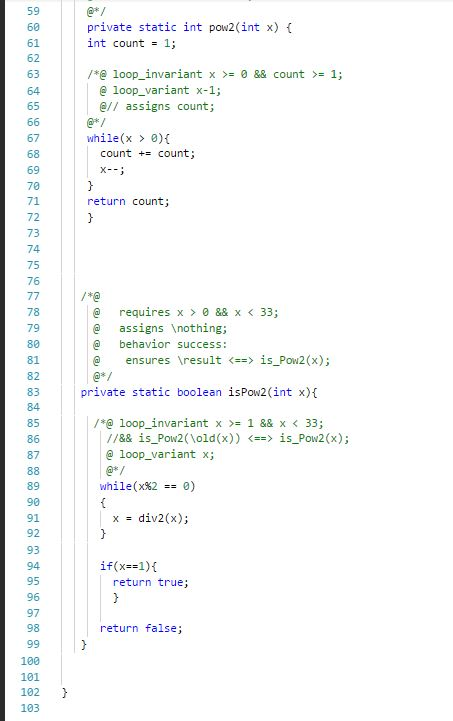 59 @*/
60 private static int pow2(int x) {
61 int count = 1;
62
63 /*@ loop_invariant x >= 0 && count >= 1;
64 @ loop_variant x-1;
65 @// assigns count;
66 @*/
67 while(x > 0){
68 count += count;
69 x--;
70 }
71 return count;
72 }
73
74
75
76
77 /*@
78 @ requires x > 0 && x < 33;
79 @ assigns \nothing;
80 @ behavior success:
81 @ ensures \result <==> is_Pow2(x);
82 @*/
83 private static boolean isPow2(int x){
84
85 /*@ loop_invariant x >= 1 && x < 33;
86 //&& is_Pow2(\old(x)) <==> is_Pow2(x);
87 @ loop_variant x;
88 @*/
89 while(x%2 == 0)
90 {
91 x = div2(x);
92 }
93
94 if(x==1){
95 return true;
96 }
97
98 return false;
99 }
100
101
102 }
103